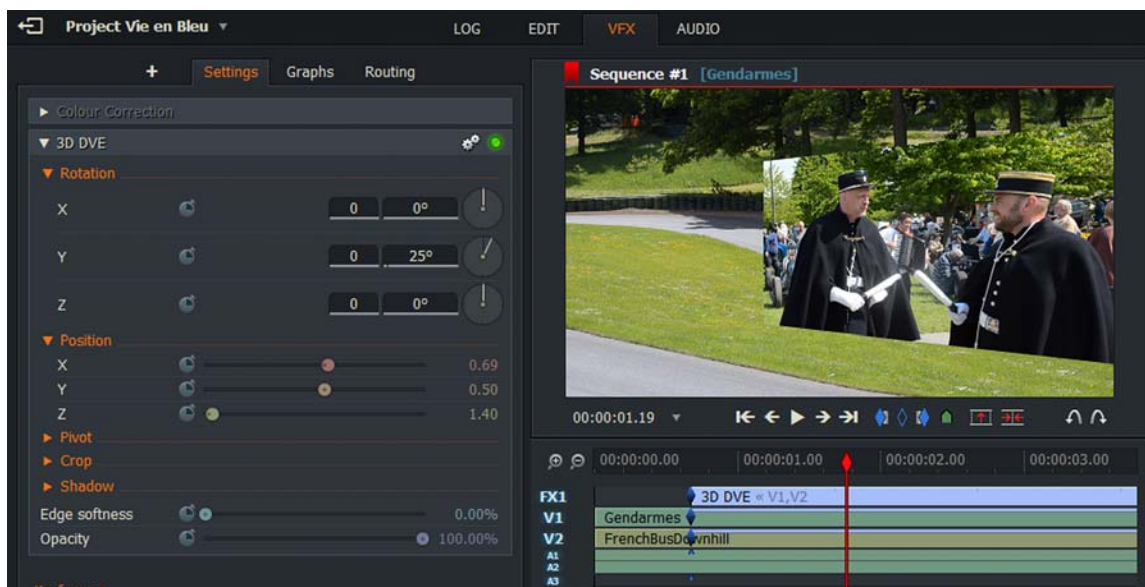 Project Vie en Bleu
LOG EDIT VFX AUDIO
+ Settings Graphs Routing
Colour Correction
3D DVE
Rotation
X 0 0°
Y 0 25°
Z 0 0°
Position
X 0.69
Y 0.50
Z 1.40
Pivot
Crop
Shadow
Edge softness 0.00%
Opacity 100.00%
Sequence #1 [Gendarmes]
00:00:01.19
00:00:00.00 00:00:01.00 00:00:02.00 00:00:03.00
FX1 3D DVE « V1,V2
V1 Gendarmes
V2 FrenchBusDownhill
A1
A2
A3